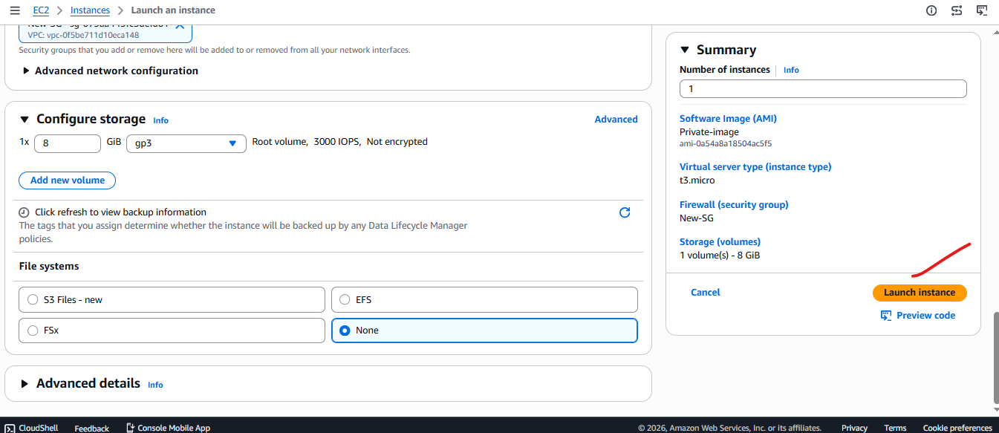 EC2 > Instances > Launch an instance
VPC: vpc-0f5be711d10eca148
Security groups that you add or remove here will be added to or removed from all your network interfaces.
Advanced network configuration
Configure storage Info
Advanced
1x 8 GiB gp3 Root volume, 3000 IOPS, Not encrypted
Add new volume
Click refresh to view backup information
The tags that you assign determine whether the instance will be backed up by any Data Lifecycle Manager
policies.
File systems
S3 Files - new
EFS
FSx
None
Advanced details Info
Summary
Number of instances Info
1
Software Image (AMI)
Private-image
ami-0a54a8a18504ac5f5
Virtual server type (instance type)
t3.micro
Firewall (security group)
New-SG
Storage (volumes)
1 volume(s) - 8 GiB
Cancel
Launch instance
Preview code
CloudShell Feedback Console Mobile App © 2026, Amazon Web Services, Inc. or its affiliates. Privacy Terms Cookie preferences